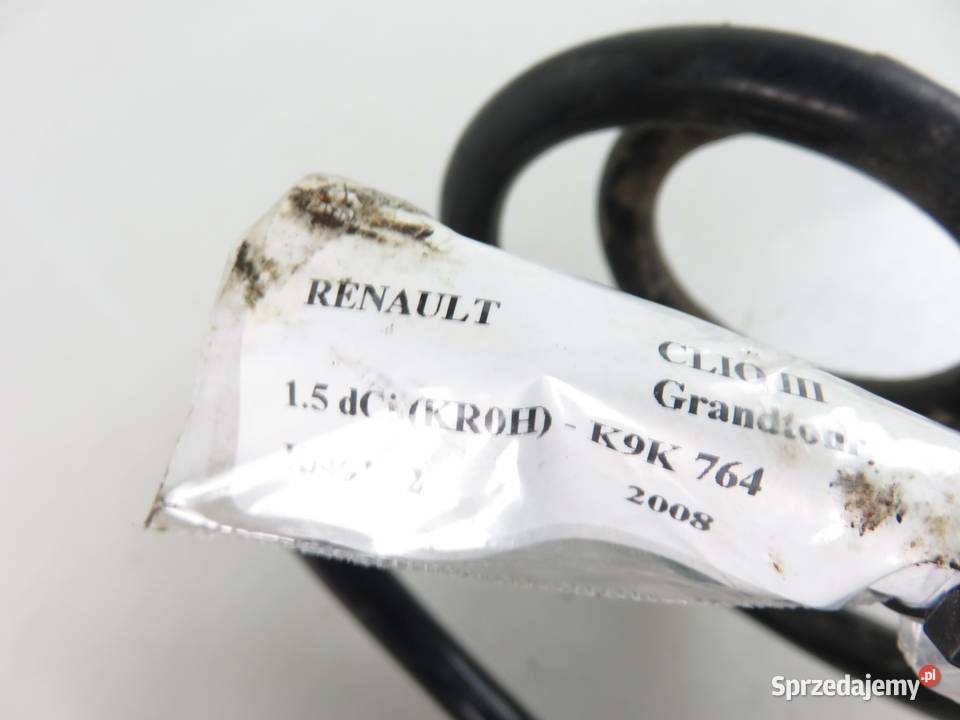 RENAULT
CLIO III
Grandtour
1.5 dCi (KR0H) - K9K 764
2008
Sprzedajemy.pl